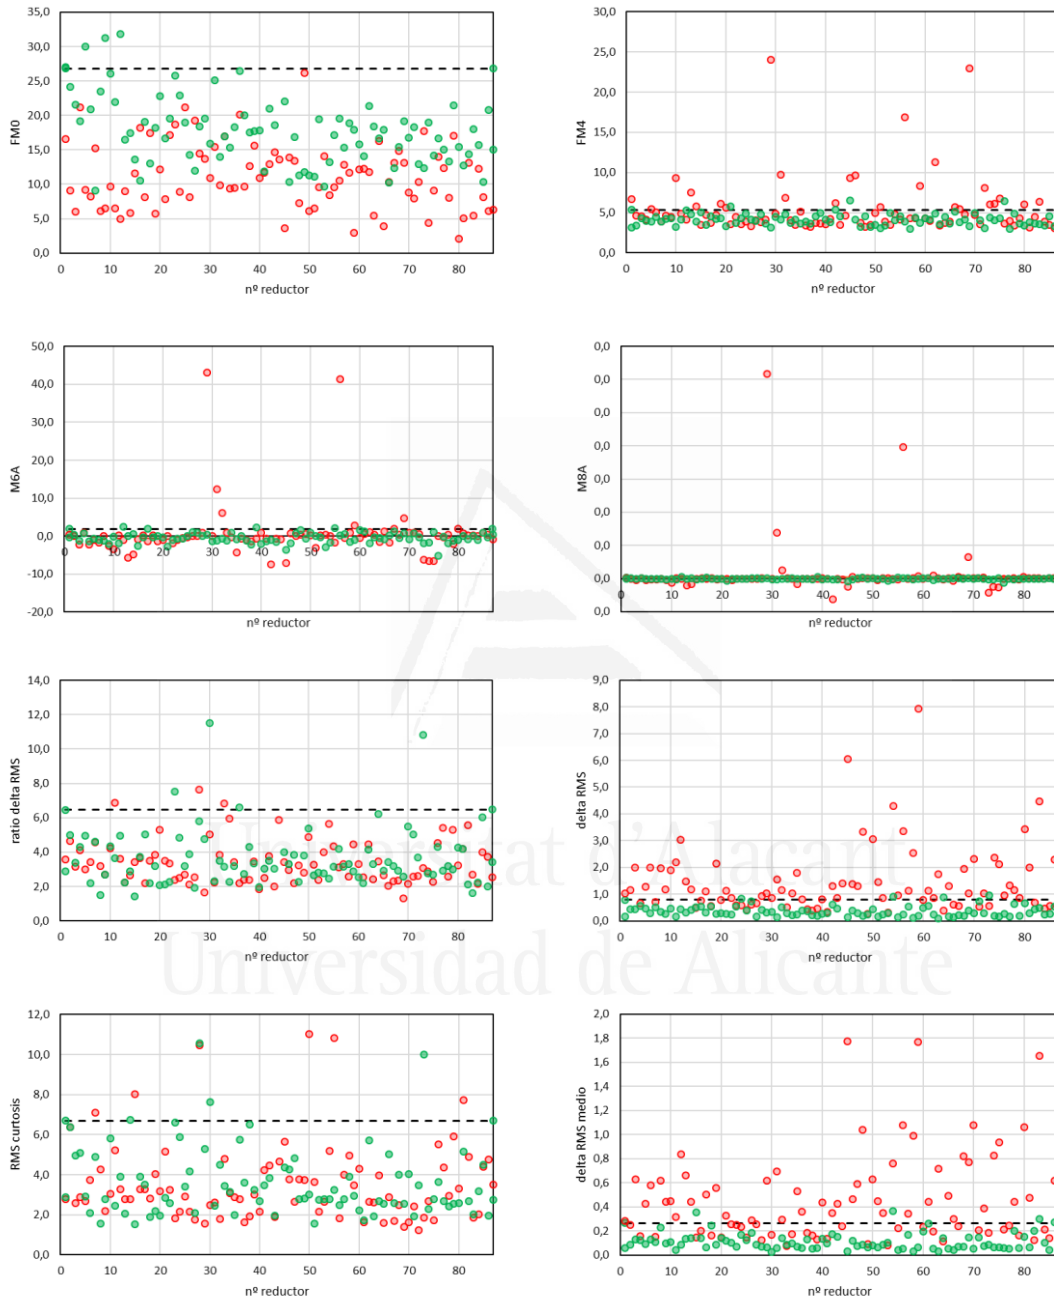 35,0
30,0
25,0
20,0
15,0
10,0
5,0
0,0
FM0
0 10 20 30 40 50 60 70 80
nº reductor
30,0
25,0
20,0
15,0
10,0
5,0
0,0
FM4
0 10 20 30 40 50 60 70 80
nº reductor
50,0
40,0
30,0
20,0
10,0
0,0
-10,0
-20,0
M6A
0 10 20 30 40 50 60 70 80
nº reductor
0,0
0,0
0,0
0,0
0,0
0,0
0,0
0,0
0,0
M8A
0 10 20 30 40 50 60 70 80
nº reductor
14,0
12,0
10,0
8,0
6,0
4,0
2,0
0,0
ratio delta RMS
0 10 20 30 40 50 60 70 80
nº reductor
9,0
8,0
7,0
6,0
5,0
4,0
3,0
2,0
1,0
0,0
delta RMS
0 10 20 30 40 50 60 70 80
nº reductor
Universitat d'Alacant
Universidad de Alicante
12,0
10,0
8,0
6,0
4,0
2,0
0,0
RMS curtosis
0 10 20 30 40 50 60 70 80
nº reductor
2,0
1,8
1,6
1,4
1,2
1,0
0,8
0,6
0,4
0,2
0,0
delta RMS medio
0 10 20 30 40 50 60 70 80
nº reductor